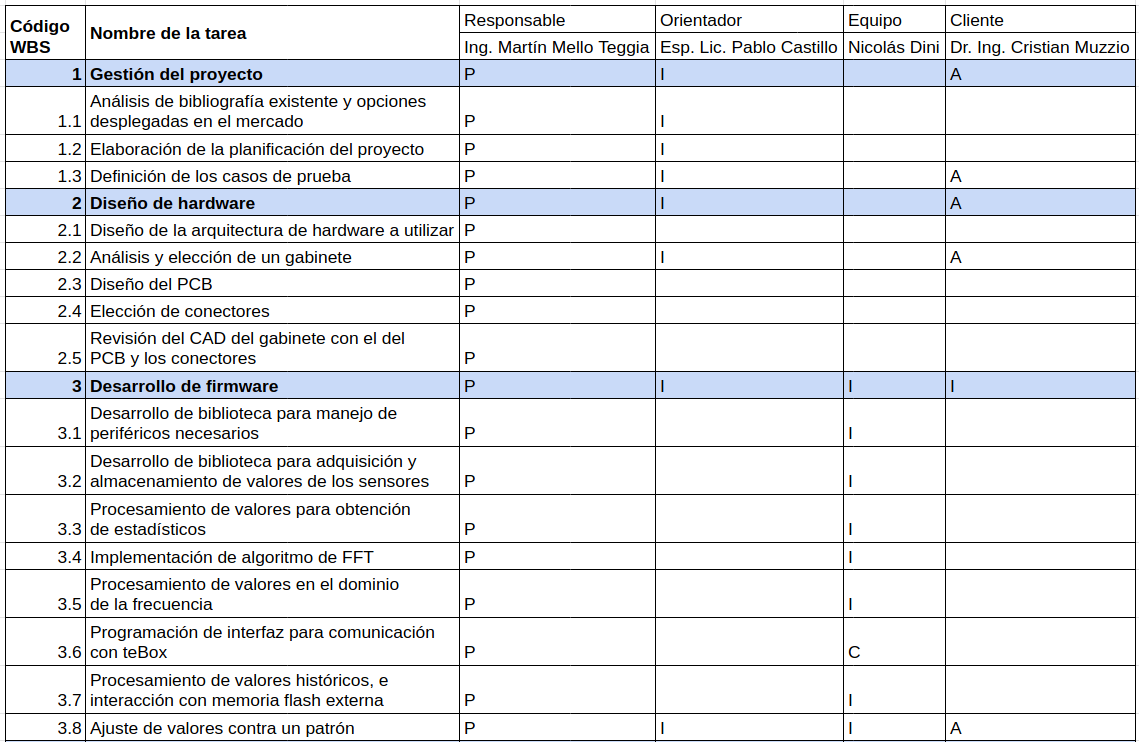 Código WBS Nombre de la tarea Responsable Orientador Equipo Cliente
Ing. Martín Mello Teggia Esp. Lic. Pablo Castillo Nicolás Dini Dr. Ing. Cristian Muzzio
1 Gestión del proyecto P I A
Análisis de bibliografía existente y opciones
1.1 desplegadas en el mercado P I
1.2 Elaboración de la planificación del proyecto P I
1.3 Definición de los casos de prueba P I A
2 Diseño de hardware P I A
2.1 Diseño de la arquitectura de hardware a utilizar P
2.2 Análisis y elección de un gabinete P I A
2.3 Diseño del PCB P
2.4 Elección de conectores P
Revisión del CAD del gabinete con el del
2.5 PCB y los conectores P
3 Desarrollo de firmware P I I I
Desarrollo de biblioteca para manejo de
3.1 periféricos necesarios P I
Desarrollo de biblioteca para adquisición y
3.2 almacenamiento de valores de los sensores P I
Procesamiento de valores para obtención
3.3 de estadísticos P I
3.4 Implementación de algoritmo de FFT P I
Procesamiento de valores en el dominio
3.5 de la frecuencia P I
Programación de interfaz para comunicación
3.6 con teBox P C
Procesamiento de valores históricos, e
3.7 interacción con memoria flash externa P I
3.8 Ajuste de valores contra un patrón P I I A